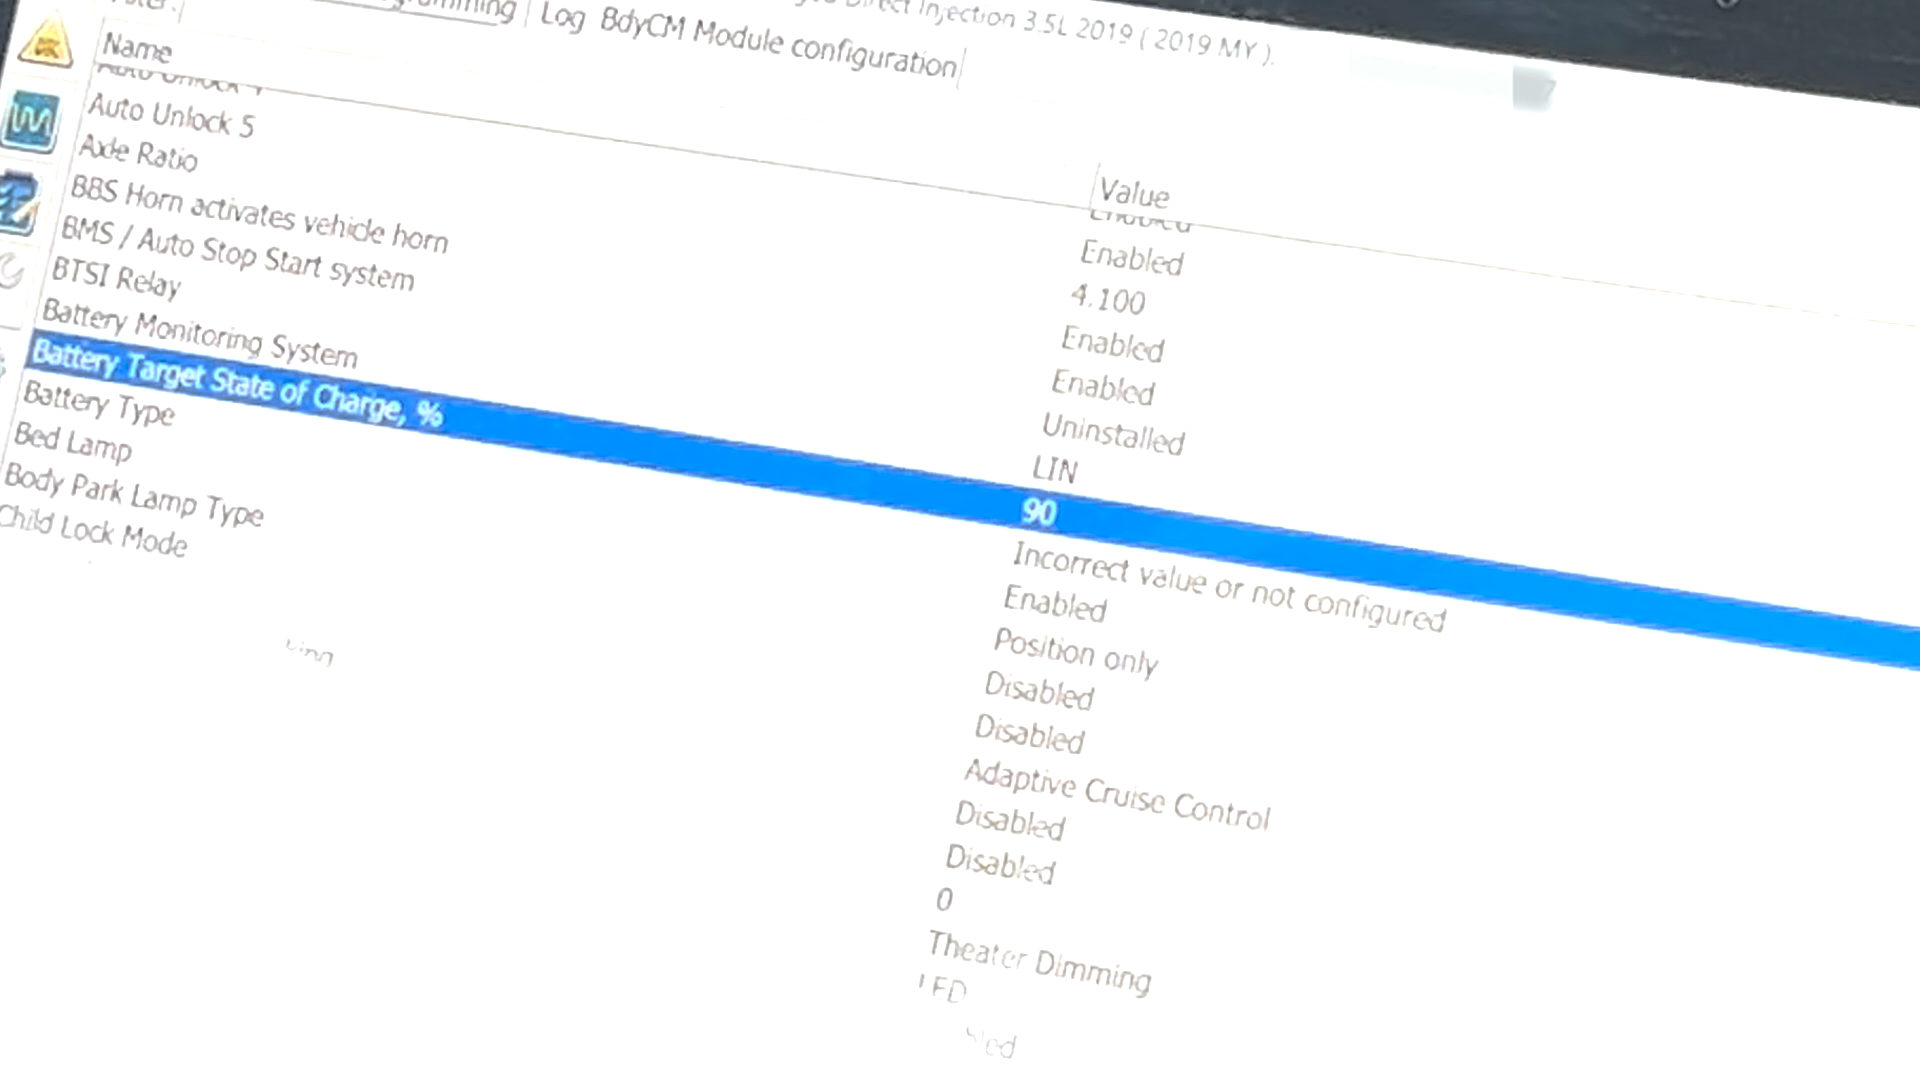 Direct Injection 3.5L 2019 ( 2019 MY ).
Log BdyCM Module configuration
Name Value
Auto Unlock 5 Enabled
Axle Ratio 4.100
BBS Horn activates vehicle horn Enabled
BMS / Auto Stop Start system Enabled
BTSI Relay Uninstalled
Battery Monitoring System LIN
Battery Target State of Charge, % 90
Battery Type Incorrect value or not configured
Bed Lamp Enabled
Body Park Lamp Type Position only
Child Lock Mode Disabled
Disabled
Adaptive Cruise Control
Disabled
Disabled
0
Theater Dimming